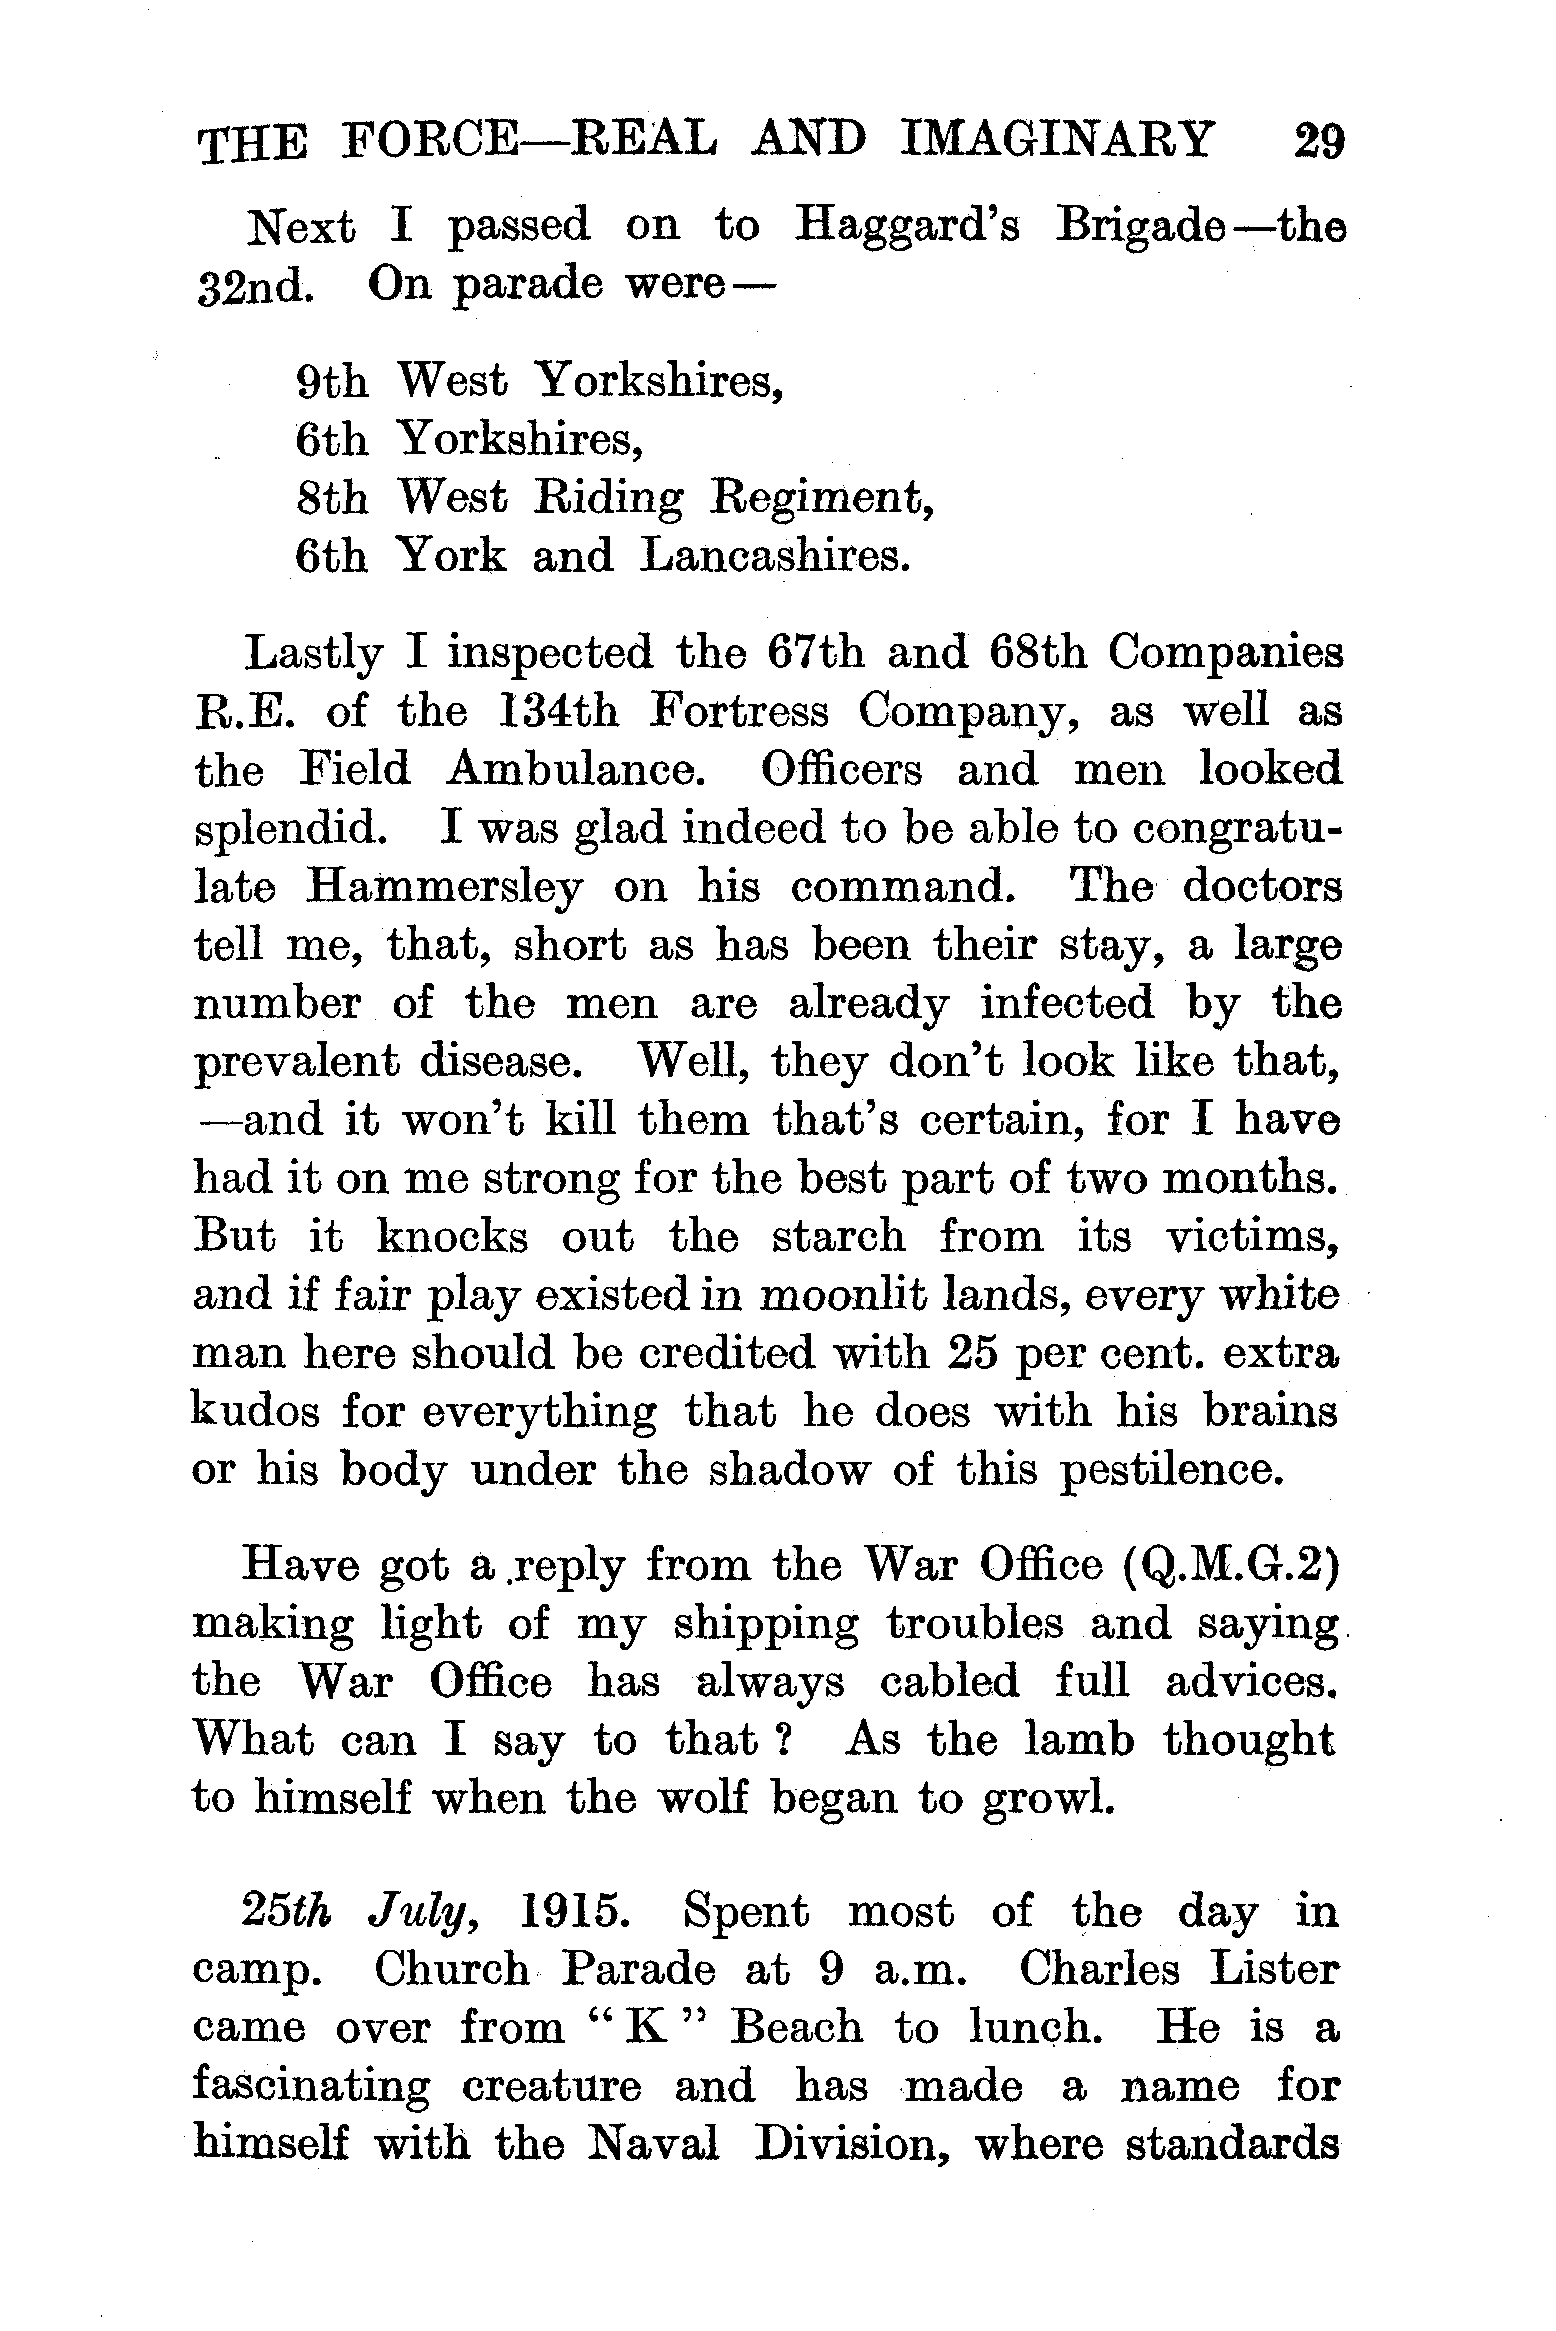 THE FORCE—REAL AND IMAGINARY 29
Next I passed on to Haggard's Brigade—the
32nd. On parade were—
9th West Yorkshires,
6th Yorkshires,
8th West Riding Regiment,
6th York and Lancashires.
Lastly I inspected the 67th and 68th Companies
R.E. of the 134th Fortress Company, as well as
the Field Ambulance. Officers and men looked
splendid. I was glad indeed to be able to congratu-
late Hammersley on his command. The doctors
tell me, that, short as has been their stay, a large
number of the men are already infected by the
prevalent disease. Well, they don't look like that,
—and it won't kill them that's certain, for I have
had it on me strong for the best part of two months.
But it knocks out the starch from its victims,
and if fair play existed in moonlit lands, every white
man here should be credited with 25 per cent. extra
kudos for everything that he does with his brains
or his body under the shadow of this pestilence.
Have got a reply from the War Office (Q.M.G.2)
making light of my shipping troubles and saying
the War Office has always cabled full advices.
What can I say to that ? As the lamb thought
to himself when the wolf began to growl.
25th July, 1915. Spent most of the day in
camp. Church Parade at 9 a.m. Charles Lister
came over from “ K ” Beach to lunch. He is a
fascinating creature and has made a name for
himself with the Naval Division, where standards